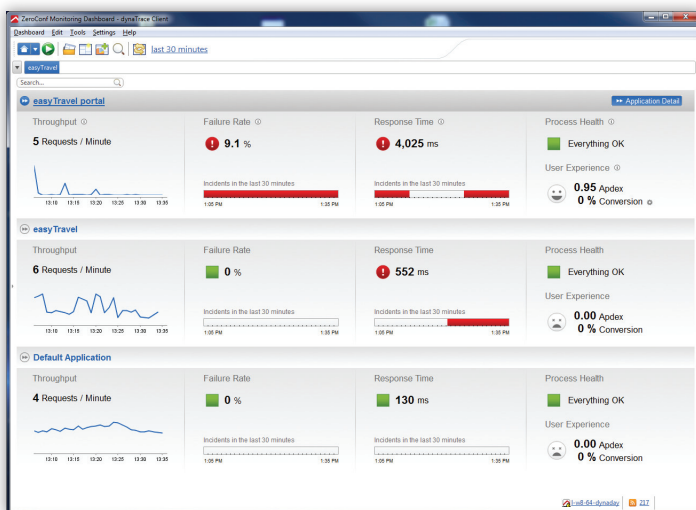 ZeroConf Monitoring Dashboard - dynaTrace Client
Dashboard Edit Tools Settings Help
last 30 minutes
easyTravel
Search...
easyTravel portal
Application Detail
Throughput
Failure Rate
Response Time
Process Health
5 Requests / Minute
9.1 %
4,025 ms
Everything OK
User Experience
0.95 Apdex
0 % Conversion
Incidents in the last 30 minutes
Incidents in the last 30 minutes
13:10 13:15 13:20 13:25 13:30 13:35
1:05 PM 1:35 PM
1:05 PM 1:35 PM
easyTravel
Throughput
Failure Rate
Response Time
Process Health
6 Requests / Minute
0 %
552 ms
Everything OK
User Experience
0.00 Apdex
0 % Conversion
Incidents in the last 30 minutes
Incidents in the last 30 minutes
13:10 13:15 13:20 13:25 13:30 13:35
1:05 PM 1:35 PM
1:05 PM 1:35 PM
Default Application
Throughput
Failure Rate
Response Time
Process Health
4 Requests / Minute
0 %
130 ms
Everything OK
User Experience
0.00 Apdex
0 % Conversion
Incidents in the last 30 minutes
Incidents in the last 30 minutes
13:10 13:15 13:20 13:25 13:30 13:35
1:05 PM 1:35 PM
1:05 PM 1:35 PM
217